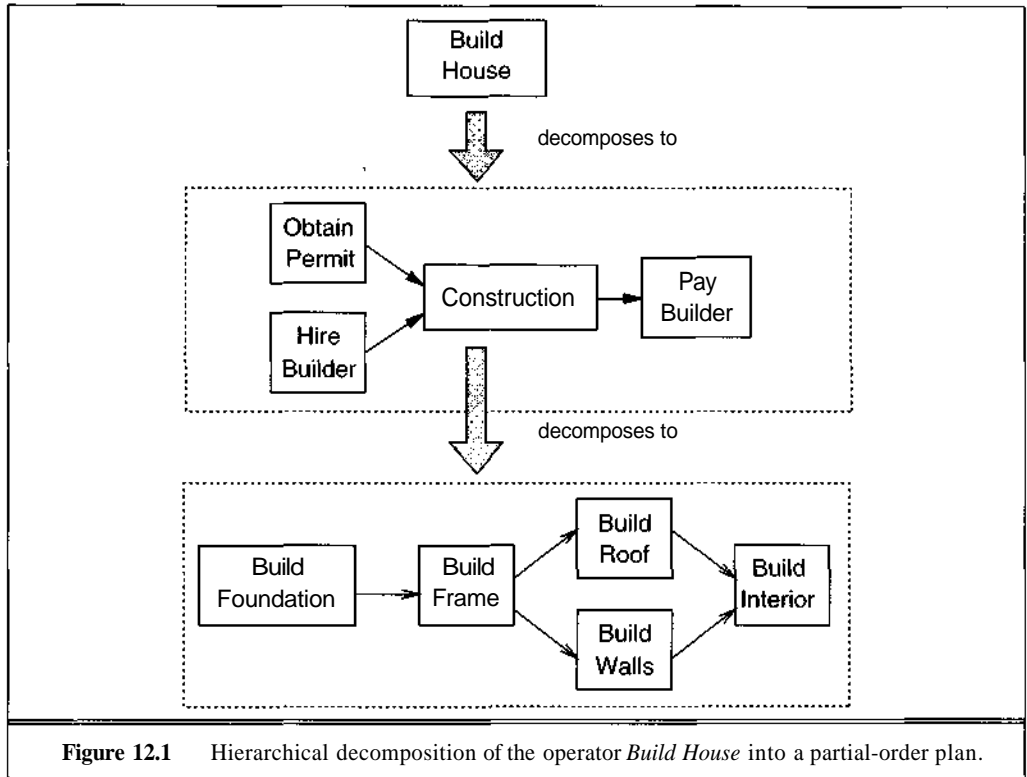 Build
House
decomposes to
Obtain
Permit
Construction
Pay
Builder
Hire
Builder
decomposes to
Build
Foundation
Build
Frame
Build
Roof
Build
Walls
Build
Interior
Figure 12.1 Hierarchical decomposition of the operator Build House into a partial-order plan.